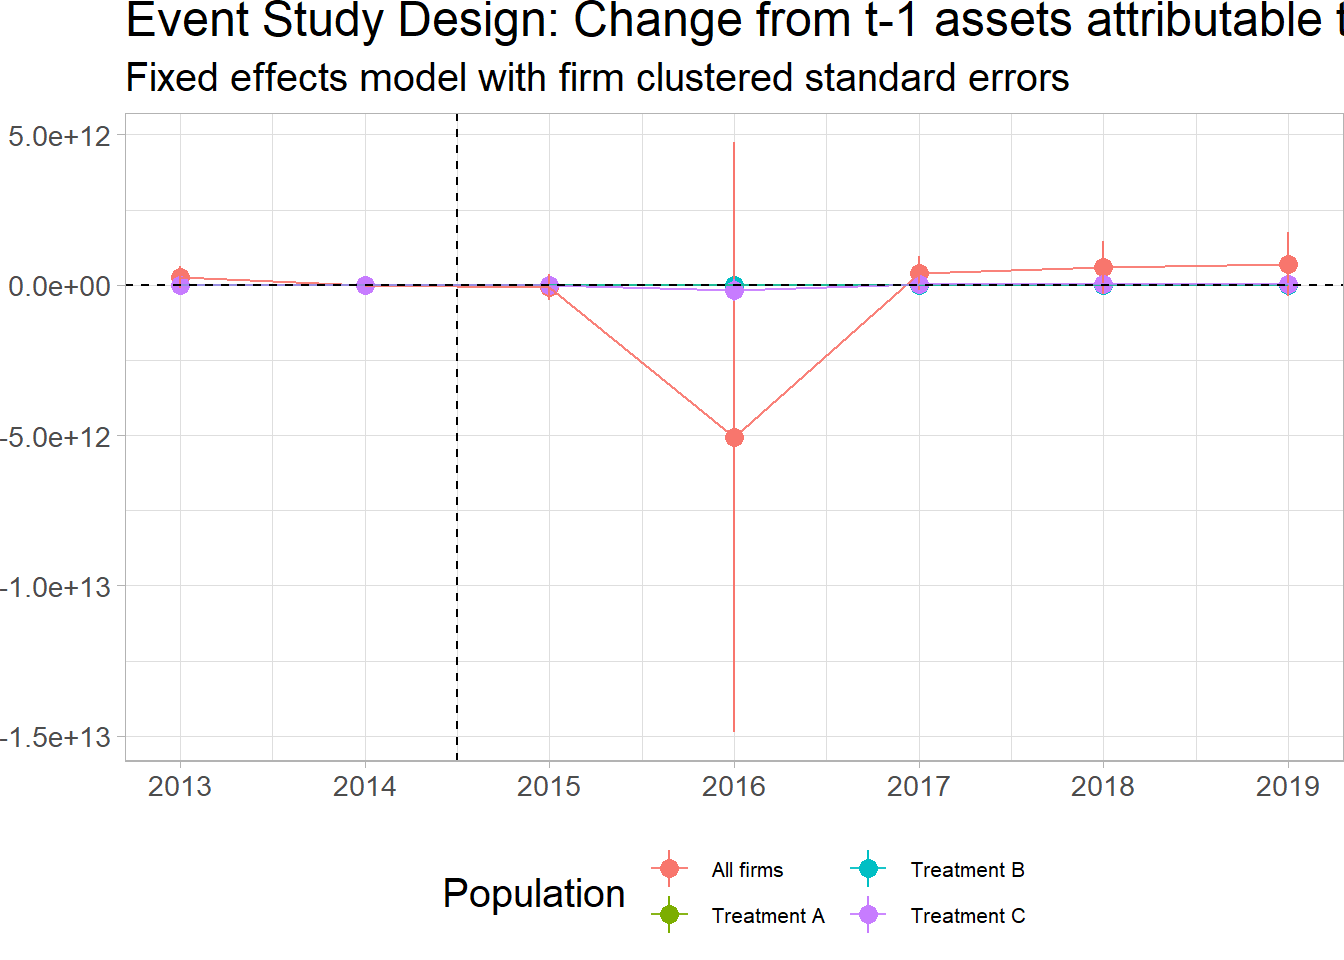 Event Study Design: Change from t-1 assets attributable t
Fixed effects model with firm clustered standard errors
5.0e+12
0.0e+00
-5.0e+12
-1.0e+13
-1.5e+13
2013 2014 2015 2016 2017 2018 2019
Population
All firms Treatment B
Treatment A Treatment C